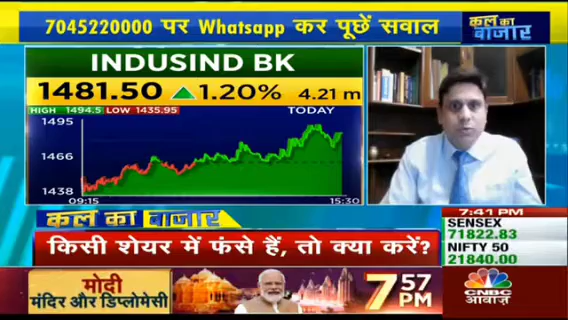 7045220000 पर Whatsapp कर पूछें सवाल
कल का
बाजार
INDUSIND BK
1481.50 1.20% 4.21 m
HIGH 1494.5 LOW 1435.95 TODAY
1495
1466
1438
09:15 15:30
कल का बाजार
किसी शेयर में फंसे हैं, तो क्या करें?
7:41 PM
SENSEX
71822.83
NIFTY 50
21840.00
मोदी
मंदिर और डिप्लोमेसी
7 57
PM
CNBC
आवाज़